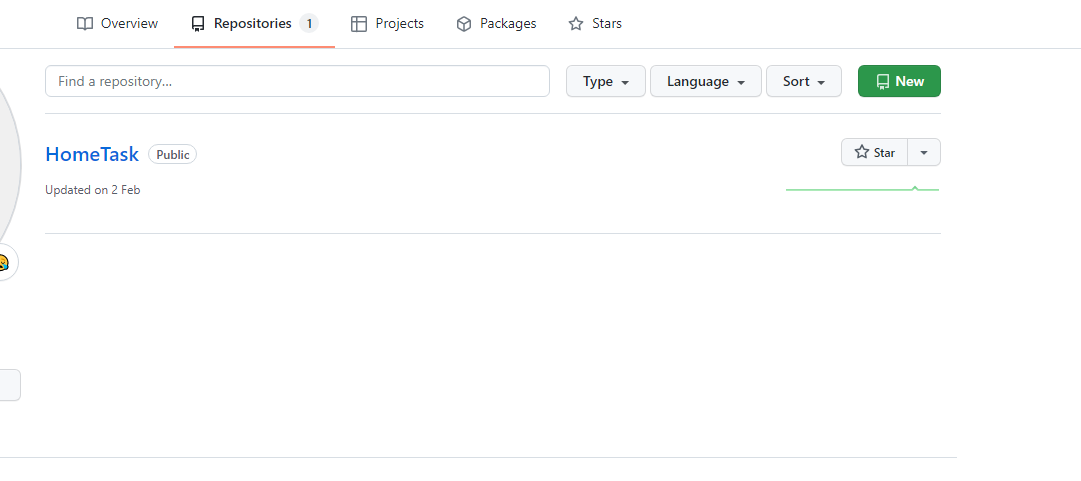 Overview Repositories 1 Projects Packages Stars
Find a repository... Type Language Sort New
HomeTask Public Star
Updated on 2 Feb